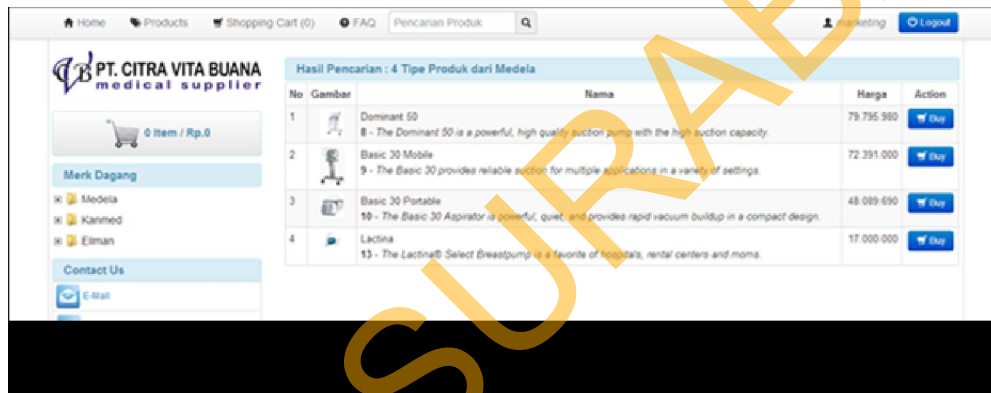 Home Products Shopping Cart (0) FAQ Pencarian Produk marketing Logout
PT. CITRA VITA BUANA
medical supplier
0 Item / Rp.0
Merk Dagang
Medela
Kanmed
Eliman
Contact Us
E-Mail
Hasil Pencarian : 4 Tipe Produk dari Medela
No Gambar Nama Harga Action
1 Dominant 50 79.795.980 Buy
8 - The Dominant 50 is a powerful, high quality suction pump with the high suction capacity.
2 Basic 30 Mobile 72.391.000 Buy
9 - The Basic 30 provides reliable suction for multiple applications in a variety of settings.
3 Basic 30 Portable 48.089.690 Buy
10 - The Basic 30 Aspirator is powerful, quiet, and provides rapid vacuum buildup in a compact design.
4 Lactina 17.000.000 Buy
13 - The Lactina® Select Breastpump is a favorite of hospitals, rental centers and moms.
SURAB